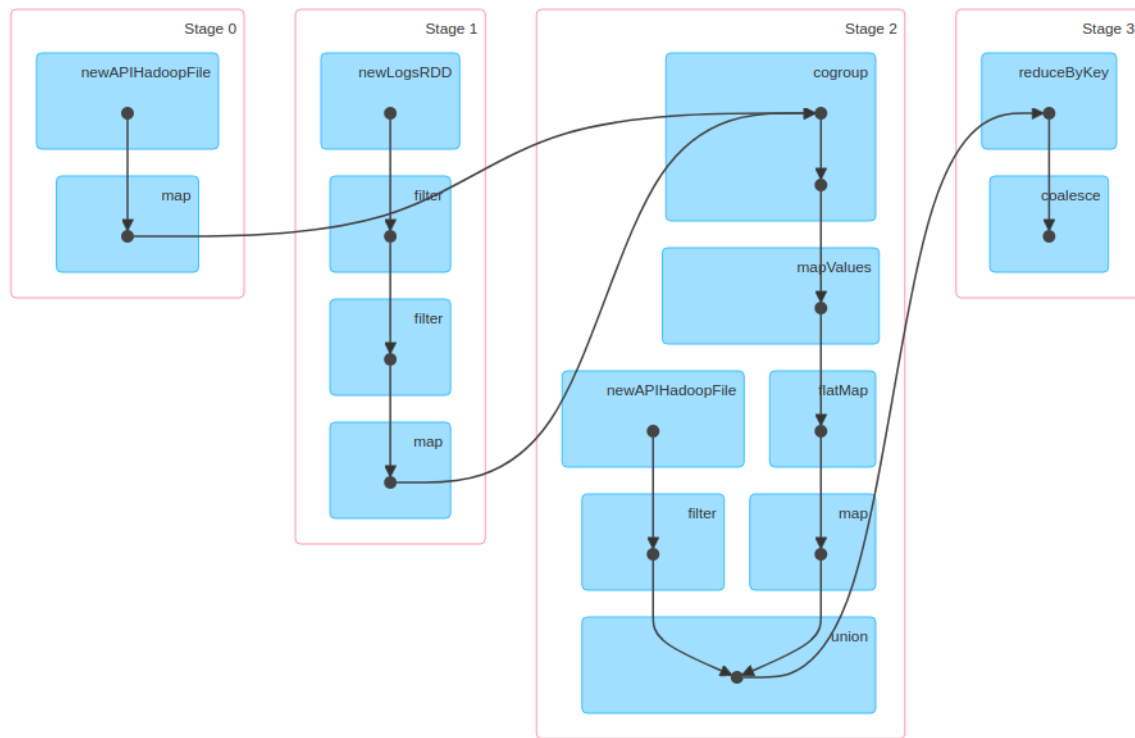 Stage 0
newAPIHadoopFile
map
Stage 1
newLogsRDD
filter
filter
map
Stage 2
cogroup
mapValues
newAPIHadoopFile
flatMap
filter
map
union
Stage 3
reduceByKey
coalesce